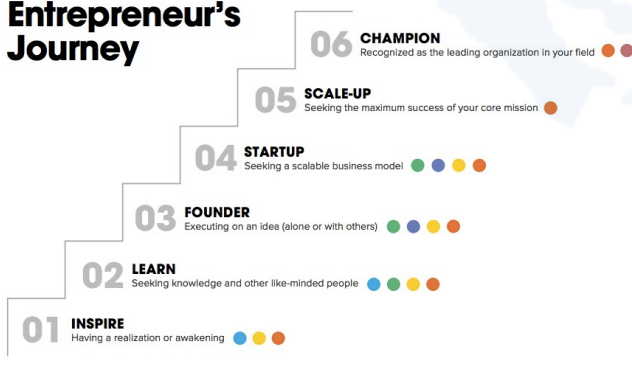 Entrepreneur's
Journey
06 CHAMPION
Recognized as the leading organization in your field
05 SCALE-UP
Seeking the maximum success of your core mission
04 STARTUP
Seeking a scalable business model
03 FOUNDER
Executing on an idea (alone or with others)
02 LEARN
Seeking knowledge and other like-minded people
01 INSPIRE
Having a realization or awakening